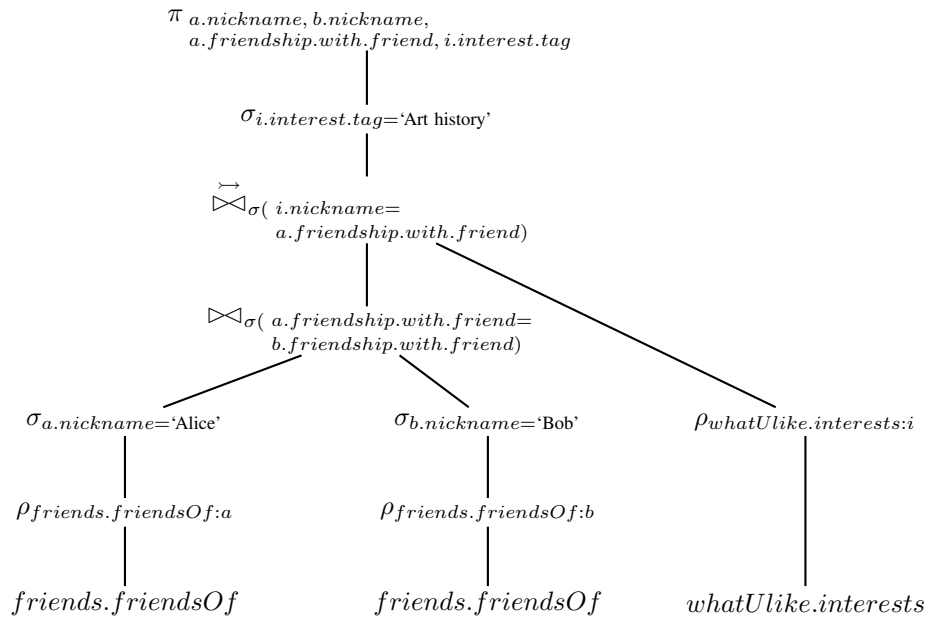 π a.nickname, b.nickname,
a.friendship.with.friend, i.interest.tag
σi.interest.tag=‘Art history’
⋈↣σ( i.nickname=
a.friendship.with.friend)
⋈σ( a.friendship.with.friend=
b.friendship.with.friend)
σa.nickname=‘Alice’ σb.nickname=‘Bob’ ρwhatUlike.interests:i
ρfriends.friendsOf:a ρfriends.friendsOf:b
friends.friendsOf friends.friendsOf whatUlike.interests